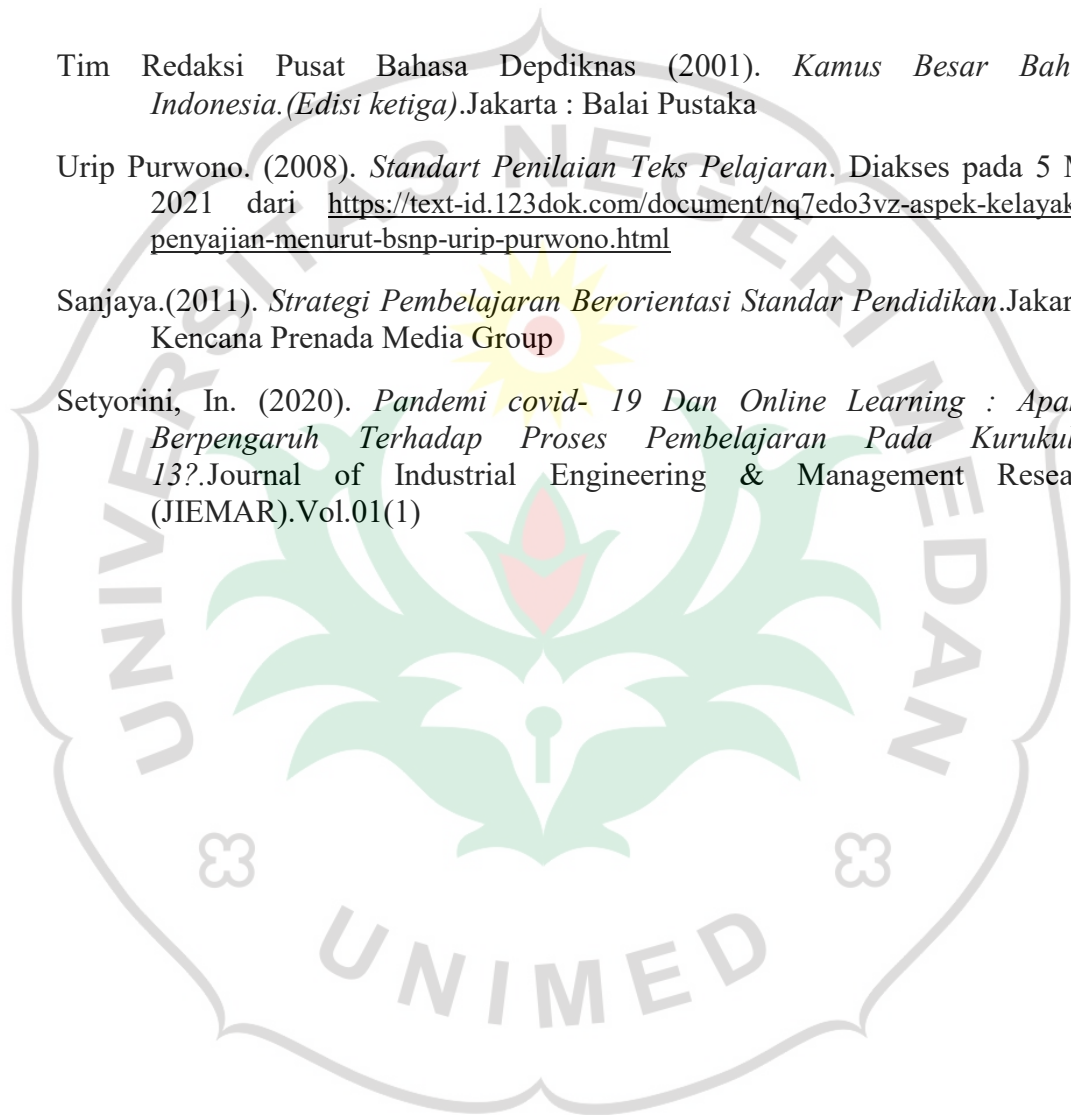 Tim Redaksi Pusat Bahasa Depdiknas (2001). Kamus Besar Bah
Indonesia.(Edisi ketiga).Jakarta : Balai Pustaka
Urip Purwono. (2008). Standart Penilaian Teks Pelajaran. Diakses pada 5 M
2021 dari https://text-id.123dok.com/document/nq7edo3vz-aspek-kelayak
penyajian-menurut-bsnp-urip-purwono.html
Sanjaya.(2011). Strategi Pembelajaran Berorientasi Standar Pendidikan.Jakar
Kencana Prenada Media Group
Setyorini, In. (2020). Pandemi covid- 19 Dan Online Learning : Apa
Berpengaruh Terhadap Proses Pembelajaran Pada Kurukul
13?.Journal of Industrial Engineering & Management Resea
(JIEMAR).Vol.01(1)
UNIVERSITAS NEGERI MEDAN
UNIMED